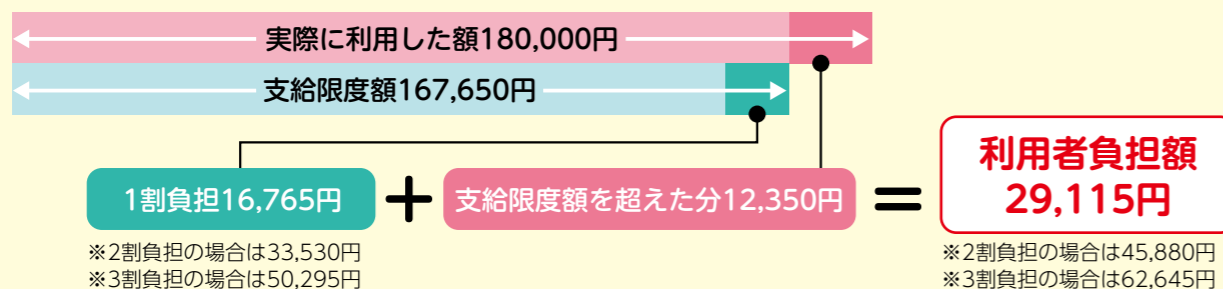 実際に利用した額180,000円
支給限度額167,650円
1割負担16,765円
+
支給限度額を超えた分12,350円
=
利用者負担額
29,115円
※2割負担の場合は33,530円
※3割負担の場合は50,295円
※2割負担の場合は45,880円
※3割負担の場合は62,645円